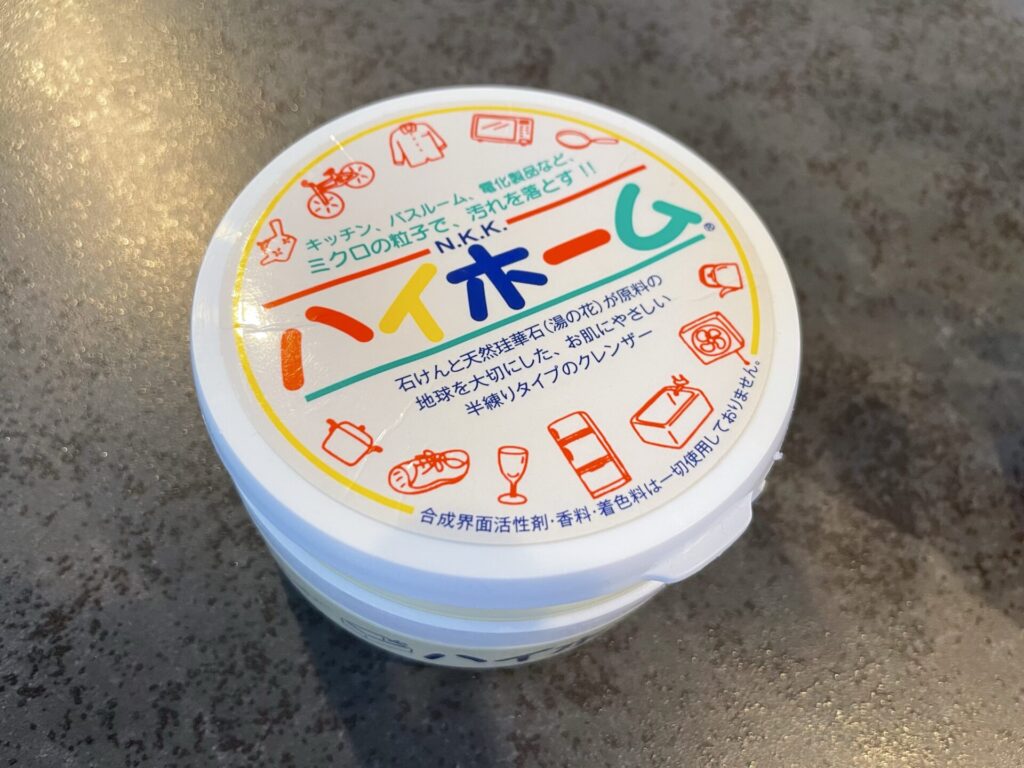 キッチン、バスルーム、電化製品など、
ミクロの粒子で、汚れを落とす!!
N.K.K.
ハイホーム®
石けんと天然珪華石(湯の花)が原料の
地球を大切にした、お肌にやさしい
半練りタイプのクレンザー
合成界面活性剤・香料・着色料は一切使用しておりません。
ハイホ